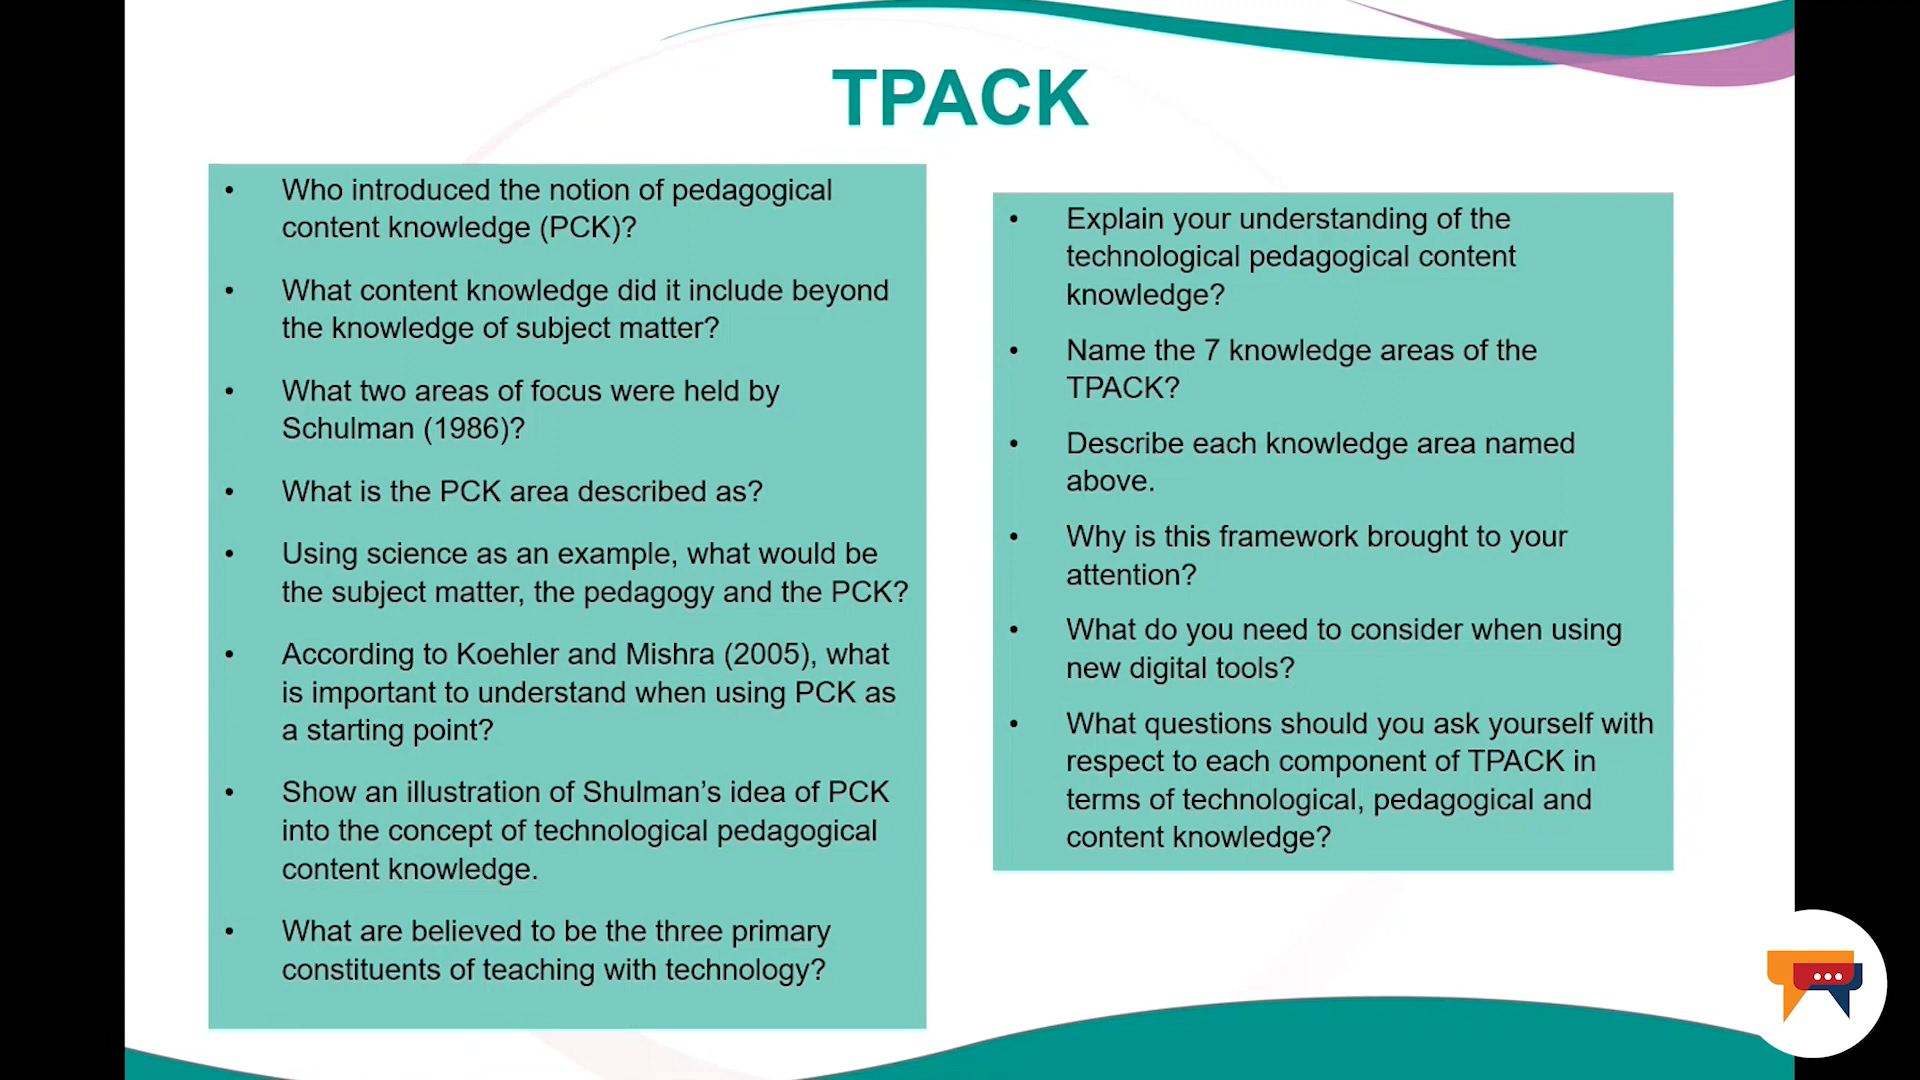 TPACK
• Who introduced the notion of pedagogical
content knowledge (PCK)?
• What content knowledge did it include beyond
the knowledge of subject matter?
• What two areas of focus were held by
Schulman (1986)?
• What is the PCK area described as?
• Using science as an example, what would be
the subject matter, the pedagogy and the PCK?
• According to Koehler and Mishra (2005), what
is important to understand when using PCK as
a starting point?
• Show an illustration of Shulman’s idea of PCK
into the concept of technological pedagogical
content knowledge.
• What are believed to be the three primary
constituents of teaching with technology?
• Explain your understanding of the
technological pedagogical content
knowledge?
• Name the 7 knowledge areas of the
TPACK?
• Describe each knowledge area named
above.
• Why is this framework brought to your
attention?
• What do you need to consider when using
new digital tools?
• What questions should you ask yourself with
respect to each component of TPACK in
terms of technological, pedagogical and
content knowledge?